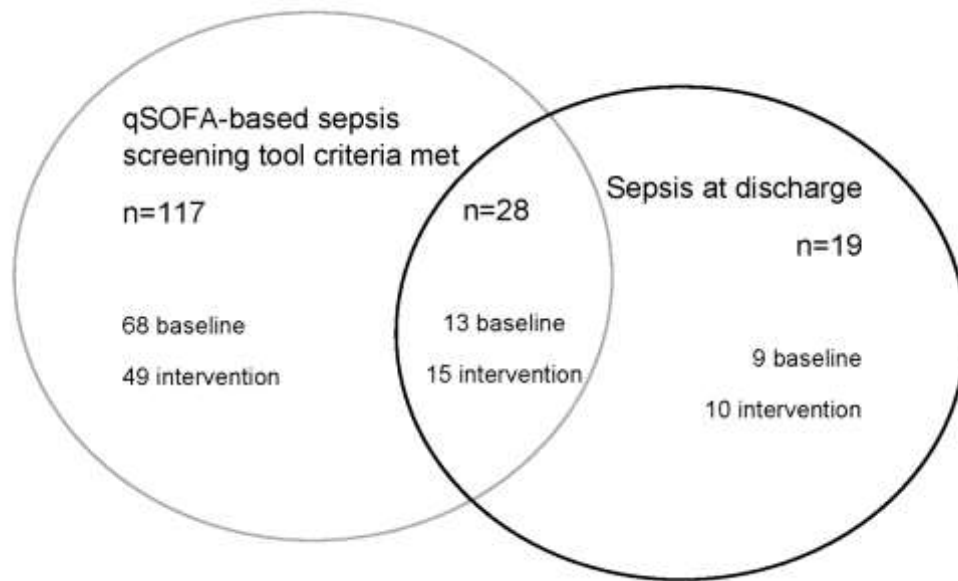 qSOFA-based sepsis
screening tool criteria met
n=117
68 baseline
49 intervention
n=28
13 baseline
15 intervention
Sepsis at discharge
n=19
9 baseline
10 intervention